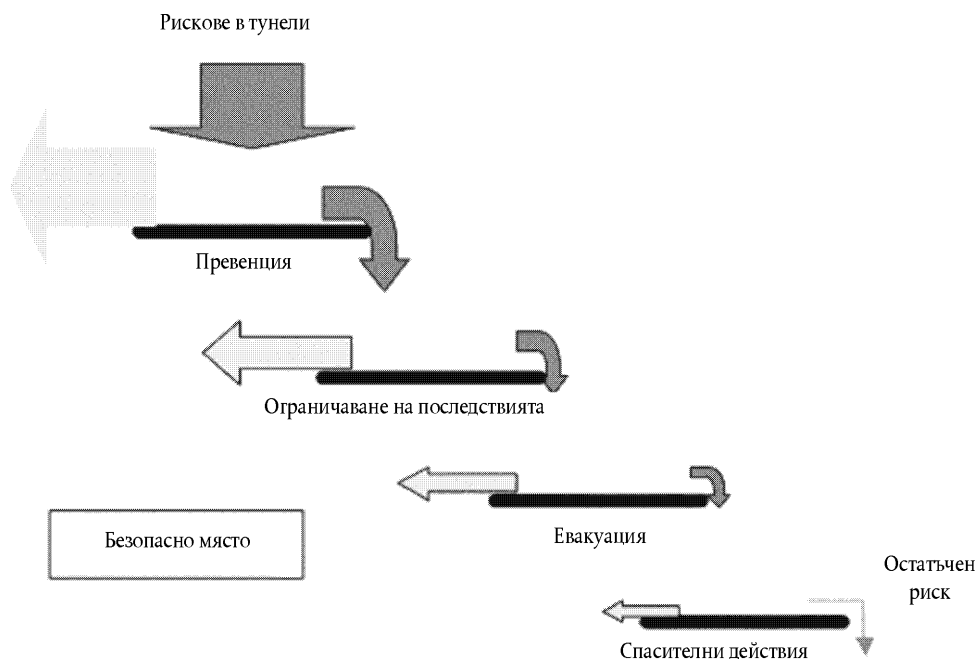 Рискове в тунели
Превенция
Ограничаване на последствията
Евакуация
Безопасно място
Остатъчен
риск
Спасителни действия